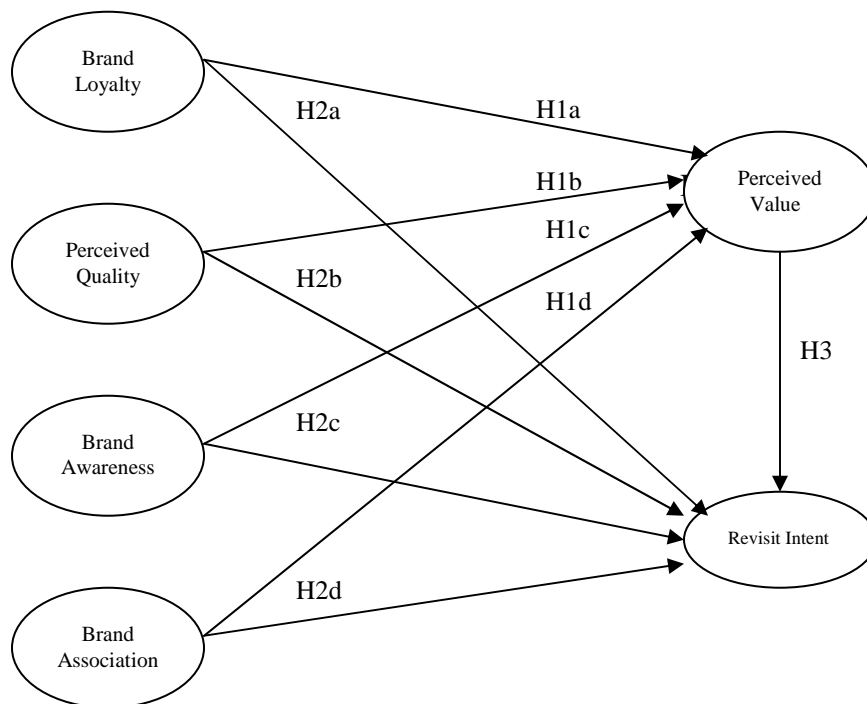 Brand
Loyalty
H2a
H1a
Perceived
Value
H1b
Perceived
Quality
H1c
H2b
H1d
H3
Brand
Awareness
H2c
Revisit Intent
H2d
Brand
Association